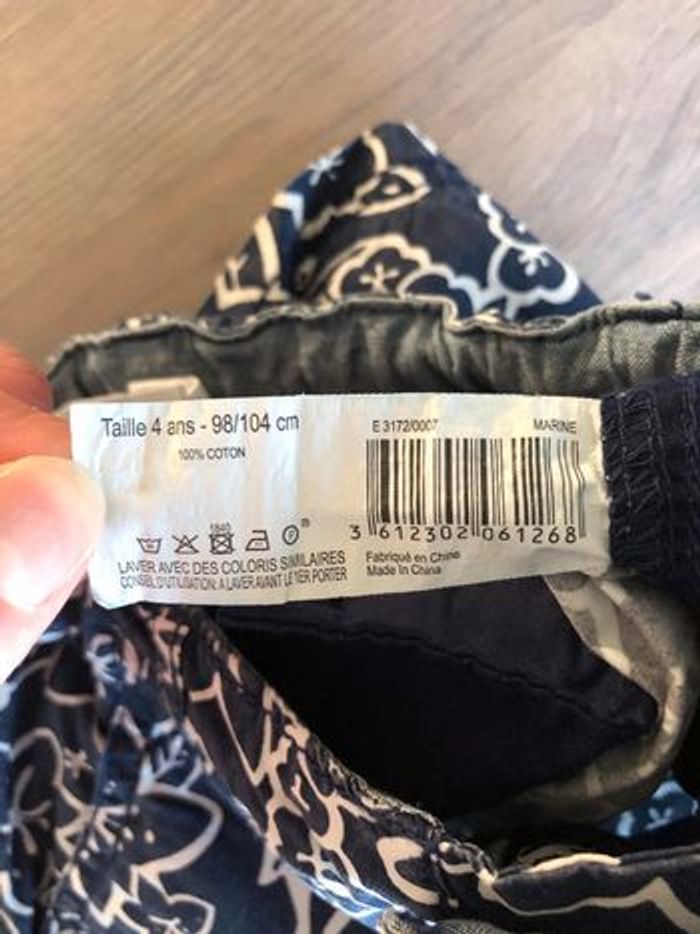 Taille 4 ans - 98/104 cm
100% COTON
1840
LAVER AVEC DES COLORIS SIMILAIRES
CONSEIL D'UTILISATION: A LAVER AVANT LE 1ER PORTER
E 3172/0007 MARINE
3 612302 061268
Fabriqué en Chine
Made in China